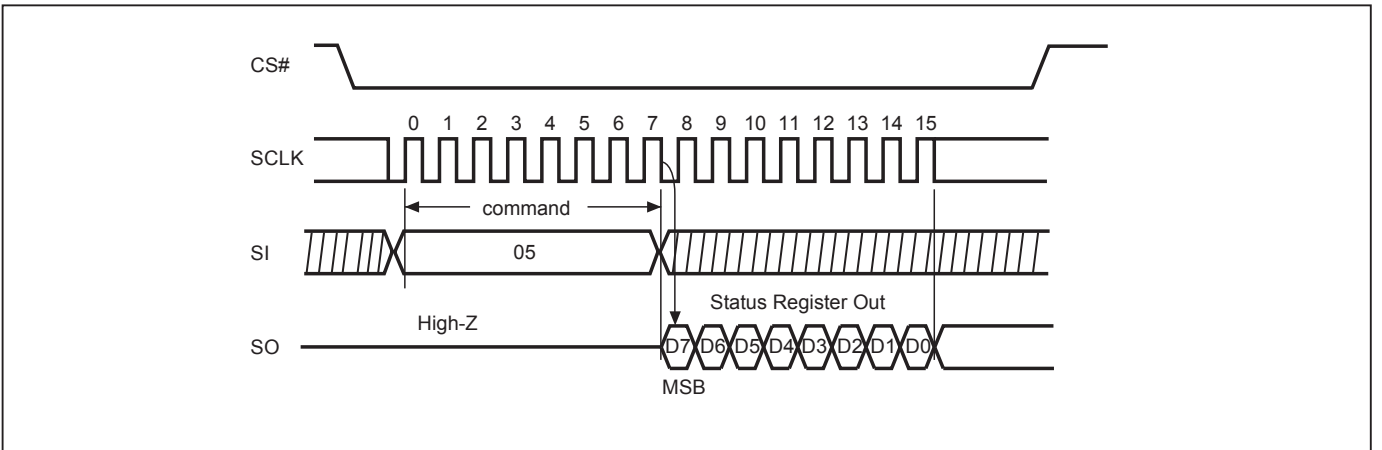 CS#
0 1 2 3 4 5 6 7 8 9 10 11 12 13 14 15
SCLK
command
SI
05
Status Register Out
High-Z
SO
D7 D6 D5 D4 D3 D2 D1 D0
MSB